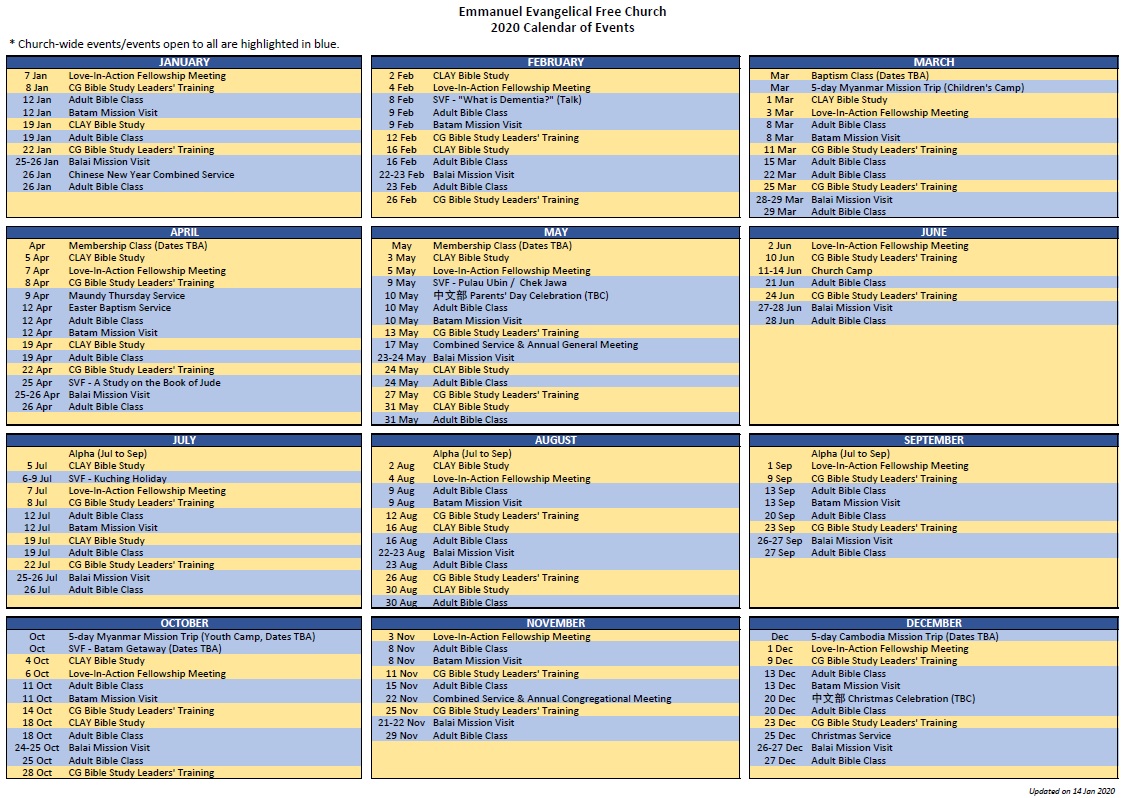 Emmanuel Evangelical Free Church
2020 Calendar of Events
* Church-wide events/events open to all are highlighted in blue.
JANUARY
7 Jan Love-In-Action Fellowship Meeting
8 Jan CG Bible Study Leaders' Training
12 Jan Adult Bible Class
12 Jan Batam Mission Visit
19 Jan CLAY Bible Study
19 Jan Adult Bible Class
22 Jan CG Bible Study Leaders' Training
25-26 Jan Balai Mission Visit
26 Jan Chinese New Year Combined Service
26 Jan Adult Bible Class
FEBRUARY
2 Feb CLAY Bible Study
4 Feb Love-In-Action Fellowship Meeting
8 Feb SVF - "What is Dementia?" (Talk)
9 Feb Adult Bible Class
9 Feb Batam Mission Visit
12 Feb CG Bible Study Leaders' Training
16 Feb CLAY Bible Study
16 Feb Adult Bible Class
22-23 Feb Balai Mission Visit
23 Feb Adult Bible Class
26 Feb CG Bible Study Leaders' Training
MARCH
Mar Baptism Class (Dates TBA)
Mar 5-day Myanmar Mission Trip (Children's Camp)
1 Mar CLAY Bible Study
3 Mar Love-In-Action Fellowship Meeting
8 Mar Adult Bible Class
8 Mar Batam Mission Visit
11 Mar CG Bible Study Leaders' Training
15 Mar Adult Bible Class
22 Mar Adult Bible Class
25 Mar CG Bible Study Leaders' Training
28-29 Mar Balai Mission Visit
29 Mar Adult Bible Class
APRIL
Apr Membership Class (Dates TBA)
5 Apr CLAY Bible Study
7 Apr Love-In-Action Fellowship Meeting
8 Apr CG Bible Study Leaders' Training
9 Apr Maundy Thursday Service
12 Apr Easter Baptism Service
12 Apr Adult Bible Class
12 Apr Batam Mission Visit
19 Apr CLAY Bible Study
19 Apr Adult Bible Class
22 Apr CG Bible Study Leaders' Training
25 Apr SVF - A Study on the Book of Jude
25-26 Apr Balai Mission Visit
26 Apr Adult Bible Class
MAY
May Membership Class (Dates TBA)
3 May CLAY Bible Study
5 May Love-In-Action Fellowship Meeting
9 May SVF - Pulau Ubin / Chek Jawa
10 May 中文部 Parents' Day Celebration (TBC)
10 May Adult Bible Class
10 May Batam Mission Visit
13 May CG Bible Study Leaders' Training
17 May Combined Service & Annual General Meeting
23-24 May Balai Mission Visit
24 May CLAY Bible Study
24 May Adult Bible Class
27 May CG Bible Study Leaders' Training
31 May CLAY Bible Study
31 May Adult Bible Class
JUNE
2 Jun Love-In-Action Fellowship Meeting
10 Jun CG Bible Study Leaders' Training
11-14 Jun Church Camp
21 Jun Adult Bible Class
24 Jun CG Bible Study Leaders' Training
27-28 Jun Balai Mission Visit
28 Jun Adult Bible Class
JULY
Alpha (Jul to Sep)
5 Jul CLAY Bible Study
6-9 Jul SVF - Kuching Holiday
7 Jul Love-In-Action Fellowship Meeting
8 Jul CG Bible Study Leaders' Training
12 Jul Adult Bible Class
12 Jul Batam Mission Visit
19 Jul CLAY Bible Study
19 Jul Adult Bible Class
22 Jul CG Bible Study Leaders' Training
25-26 Jul Balai Mission Visit
26 Jul Adult Bible Class
AUGUST
Alpha (Jul to Sep)
2 Aug CLAY Bible Study
4 Aug Love-In-Action Fellowship Meeting
9 Aug Adult Bible Class
9 Aug Batam Mission Visit
12 Aug CG Bible Study Leaders' Training
16 Aug CLAY Bible Study
16 Aug Adult Bible Class
22-23 Aug Balai Mission Visit
23 Aug Adult Bible Class
26 Aug CG Bible Study Leaders' Training
30 Aug CLAY Bible Study
30 Aug Adult Bible Class
SEPTEMBER
Alpha (Jul to Sep)
1 Sep Love-In-Action Fellowship Meeting
9 Sep CG Bible Study Leaders' Training
13 Sep Adult Bible Class
13 Sep Batam Mission Visit
20 Sep Adult Bible Class
23 Sep CG Bible Study Leaders' Training
26-27 Sep Balai Mission Visit
27 Sep Adult Bible Class
OCTOBER
Oct 5-day Myanmar Mission Trip (Youth Camp, Dates TBA)
Oct SVF - Batam Getaway (Dates TBA)
4 Oct CLAY Bible Study
6 Oct Love-In-Action Fellowship Meeting
11 Oct Adult Bible Class
11 Oct Batam Mission Visit
14 Oct CG Bible Study Leaders' Training
18 Oct CLAY Bible Study
18 Oct Adult Bible Class
24-25 Oct Balai Mission Visit
25 Oct Adult Bible Class
28 Oct CG Bible Study Leaders' Training
NOVEMBER
3 Nov Love-In-Action Fellowship Meeting
8 Nov Adult Bible Class
8 Nov Batam Mission Visit
11 Nov CG Bible Study Leaders' Training
15 Nov Adult Bible Class
22 Nov Combined Service & Annual Congregational Meeting
25 Nov CG Bible Study Leaders' Training
21-22 Nov Balai Mission Visit
29 Nov Adult Bible Class
DECEMBER
Dec 5-day Cambodia Mission Trip (Dates TBA)
1 Dec Love-In-Action Fellowship Meeting
9 Dec CG Bible Study Leaders' Training
13 Dec Adult Bible Class
13 Dec Batam Mission Visit
20 Dec 中文部 Christmas Celebration (TBC)
20 Dec Adult Bible Class
23 Dec CG Bible Study Leaders' Training
25 Dec Christmas Service
26-27 Dec Balai Mission Visit
27 Dec Adult Bible Class
Updated on 14 Jan 2020